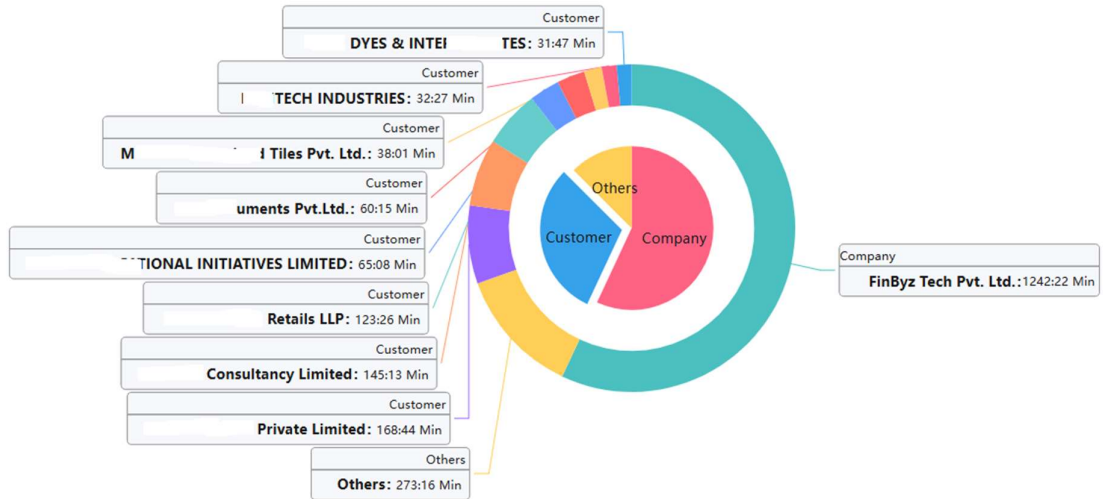 Customer
DYES & INTE TES: 31:47 Min
Customer
TECH INDUSTRIES: 32:27 Min
Customer
M d Tiles Pvt. Ltd.: 38:01 Min
Customer
uments Pvt.Ltd.: 60:15 Min
Customer
TIONAL INITIATIVES LIMITED: 65:08 Min
Customer
Retails LLP: 123:26 Min
Customer
Consultancy Limited: 145:13 Min
Customer
Private Limited: 168:44 Min
Others
Others: 273:16 Min
Others
Customer
Company
Company
FinByz Tech Pvt. Ltd.:1242:22 Min